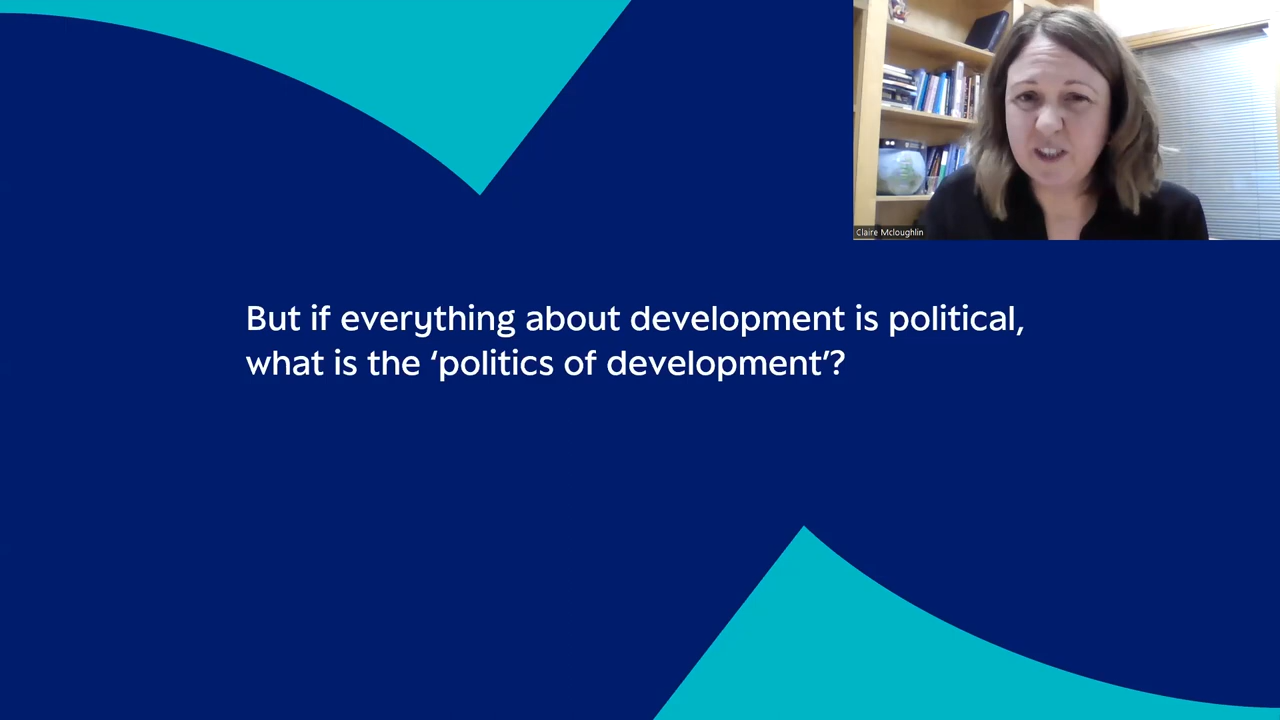 Claire Mcloughlin
But if everything about development is political,
what is the ‘politics of development’?